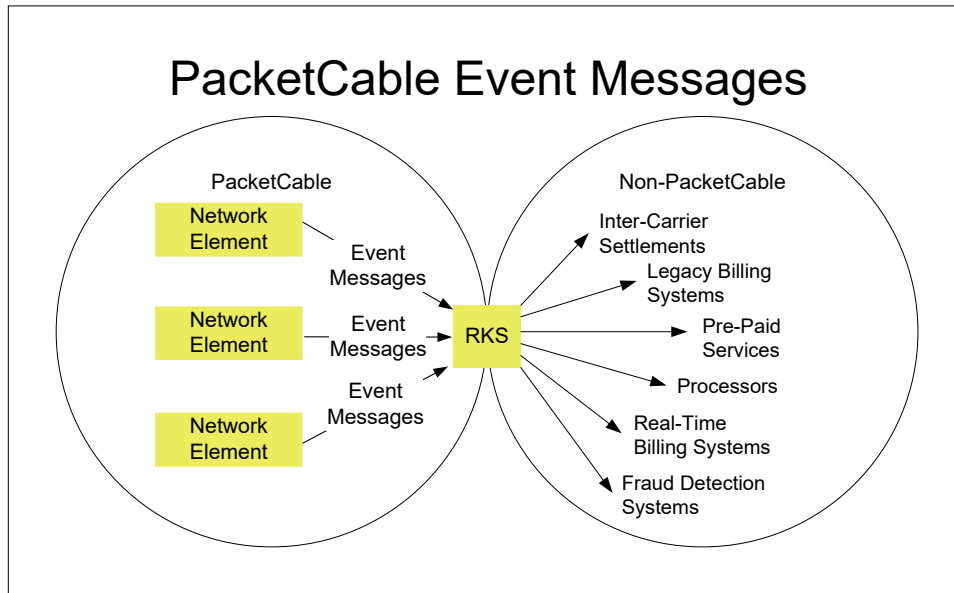 PacketCable Event Messages
PacketCable
Network
Element
Event
Messages
Network
Element
Event
Messages
Network
Element
Event
Messages
RKS
Non-PacketCable
Inter-Carrier
Settlements
Legacy Billing
Systems
Pre-Paid
Services
Processors
Real-Time
Billing Systems
Fraud Detection
Systems